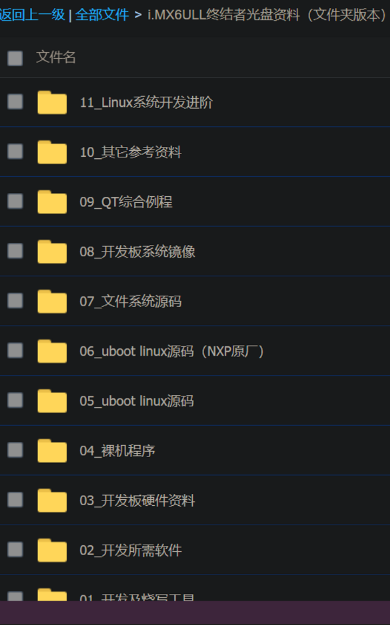 返回上一级 | 全部文件 > i.MX6ULL终结者光盘资料（文件夹版本）
文件名
11_Linux系统开发进阶
10_其它参考资料
09_QT综合例程
08_开发板系统镜像
07_文件系统源码
06_uboot linux源码（NXP原厂）
05_uboot linux源码
04_裸机程序
03_开发板硬件资料
02_开发所需软件
01_开发及烧写工具